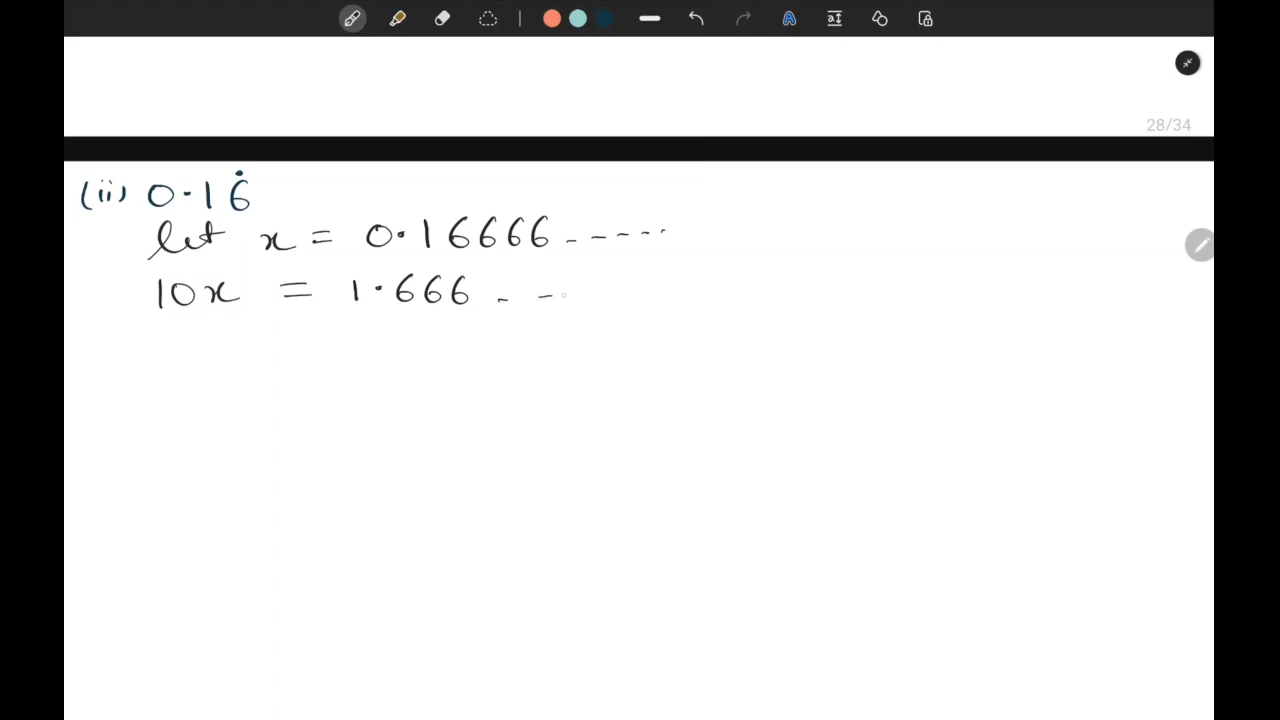 28/34
(ii) 0.16̇
let x = 0.16666 - - - - -
10x = 1.666 - -